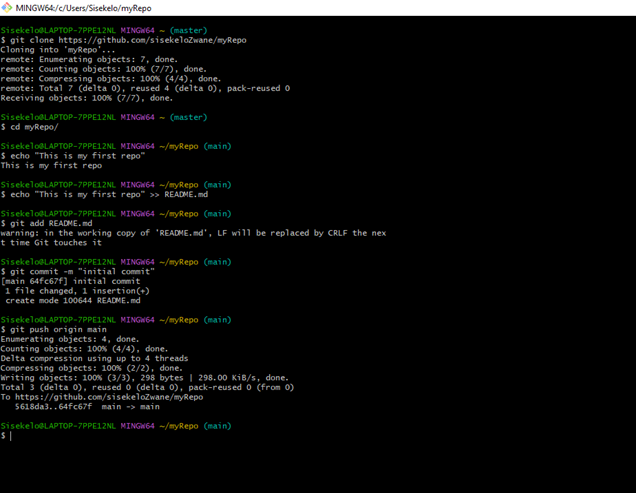 MINGW64:/c/Users/Sisekelo/myRepo
Sisekelo@LAPTOP-7PPE12NL MINGW64 ~ (master)
$ git clone https://github.com/sisekeloZwane/myRepo
Cloning into 'myRepo'...
remote: Enumerating objects: 7, done.
remote: Counting objects: 100% (7/7), done.
remote: Compressing objects: 100% (4/4), done.
remote: Total 7 (delta 0), reused 4 (delta 0), pack-reused 0
Receiving objects: 100% (7/7), done.
Sisekelo@LAPTOP-7PPE12NL MINGW64 ~ (master)
$ cd myRepo/
Sisekelo@LAPTOP-7PPE12NL MINGW64 ~/myRepo (main)
$ echo "This is my first repo"
This is my first repo
Sisekelo@LAPTOP-7PPE12NL MINGW64 ~/myRepo (main)
$ echo "This is my first repo" >> README.md
Sisekelo@LAPTOP-7PPE12NL MINGW64 ~/myRepo (main)
$ git add README.md
warning: in the working copy of 'README.md', LF will be replaced by CRLF the nex
t time Git touches it
Sisekelo@LAPTOP-7PPE12NL MINGW64 ~/myRepo (main)
$ git commit -m "initial commit"
[main 64fc67f] initial commit
1 file changed, 1 insertion(+)
create mode 100644 README.md
Sisekelo@LAPTOP-7PPE12NL MINGW64 ~/myRepo (main)
$ git push origin main
Enumerating objects: 4, done.
Counting objects: 100% (4/4), done.
Delta compression using up to 4 threads
Compressing objects: 100% (2/2), done.
Writing objects: 100% (3/3), 298 bytes | 298.00 KiB/s, done.
Total 3 (delta 0), reused 0 (delta 0), pack-reused 0 (from 0)
To https://github.com/sisekeloZwane/myRepo
5618da3..64fc67f main -> main
Sisekelo@LAPTOP-7PPE12NL MINGW64 ~/myRepo (main)
$